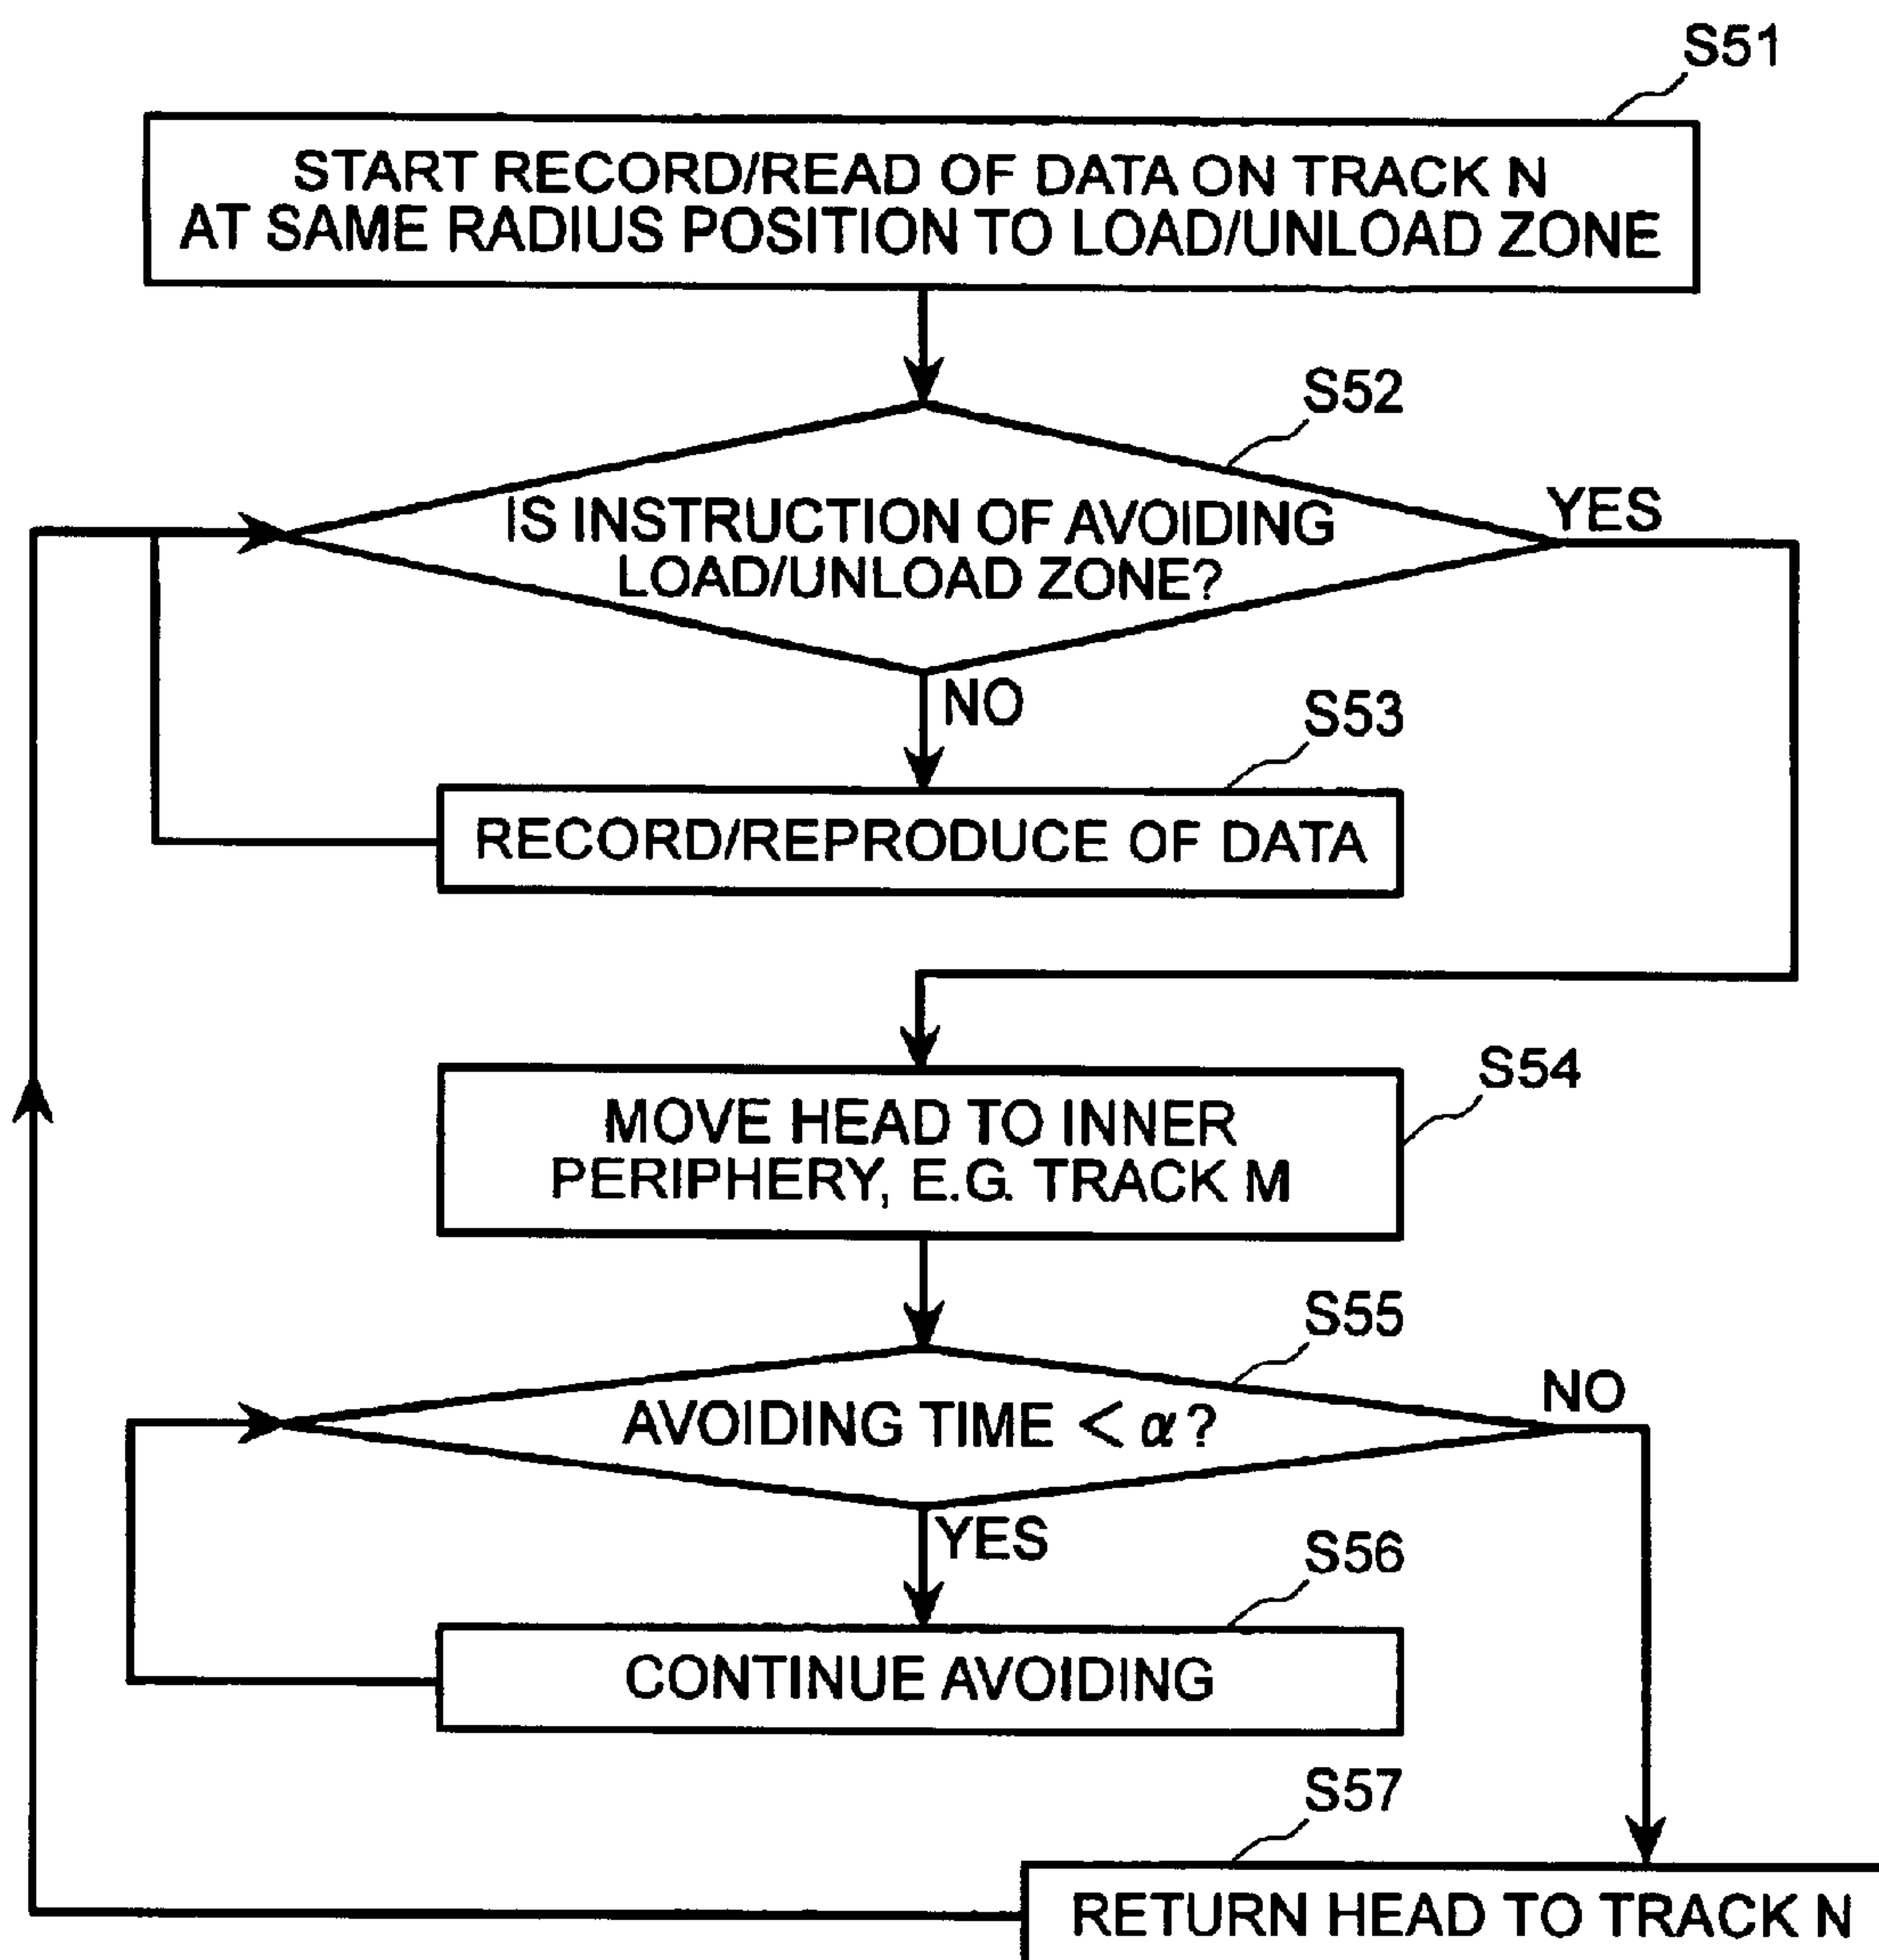 S51
START RECORD/READ OF DATA ON TRACK N
AT SAME RADIUS POSITION TO LOAD/UNLOAD ZONE
S52
IS INSTRUCTION OF AVOIDING
LOAD/UNLOAD ZONE?
YES
NO
S53
RECORD/REPRODUCE OF DATA
S54
MOVE HEAD TO INNER
PERIPHERY, E.G. TRACK M
S55
AVOIDING TIME < α ?
NO
YES
S56
CONTINUE AVOIDING
S57
RETURN HEAD TO TRACK N